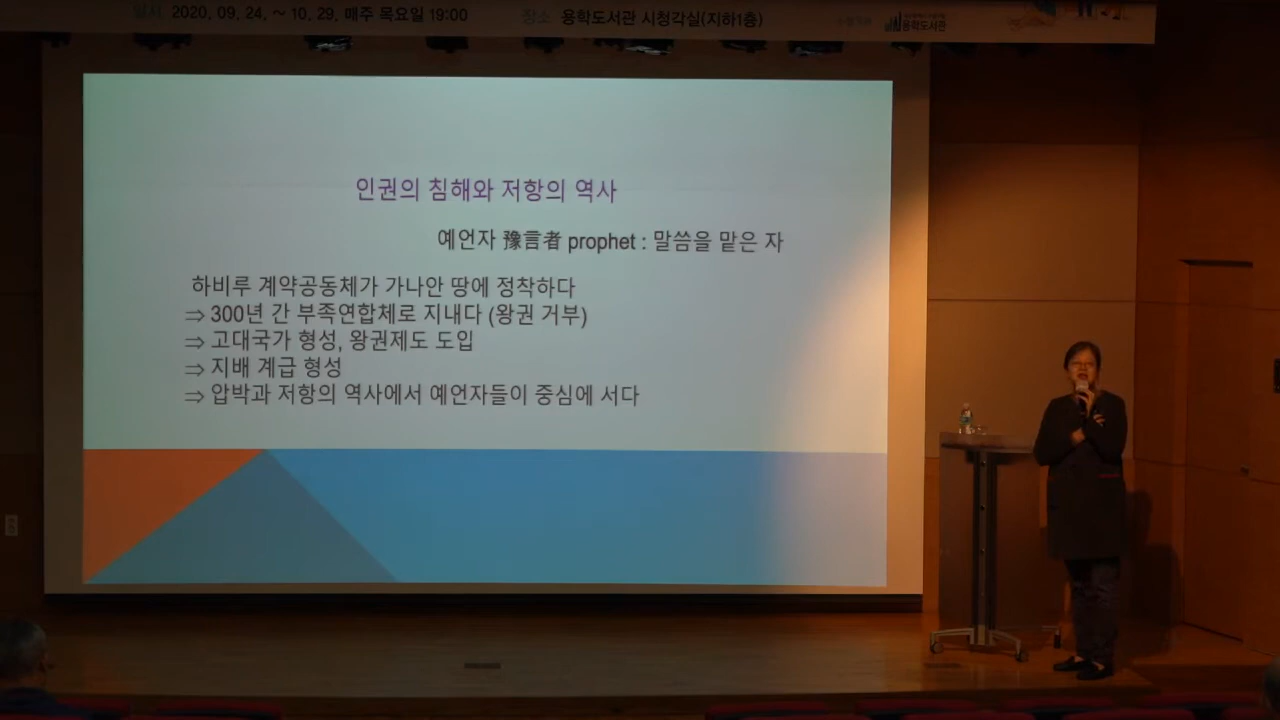 일시 2020, 09. 24, ~ 10. 29, 매주 목요일 19:00 장소 용학도서관 시청각실(지하1층)
용학도서관
인권의 침해와 저항의 역사
예언자 豫言者 prophet : 말씀을 맡은 자
하비루 계약공동체가 가나안 땅에 정착하다
⇒ 300년 간 부족연합체로 지내다 (왕권 거부)
⇒ 고대국가 형성, 왕권제도 도입
⇒ 지배 계급 형성
⇒ 압박과 저항의 역사에서 예언자들이 중심에 서다